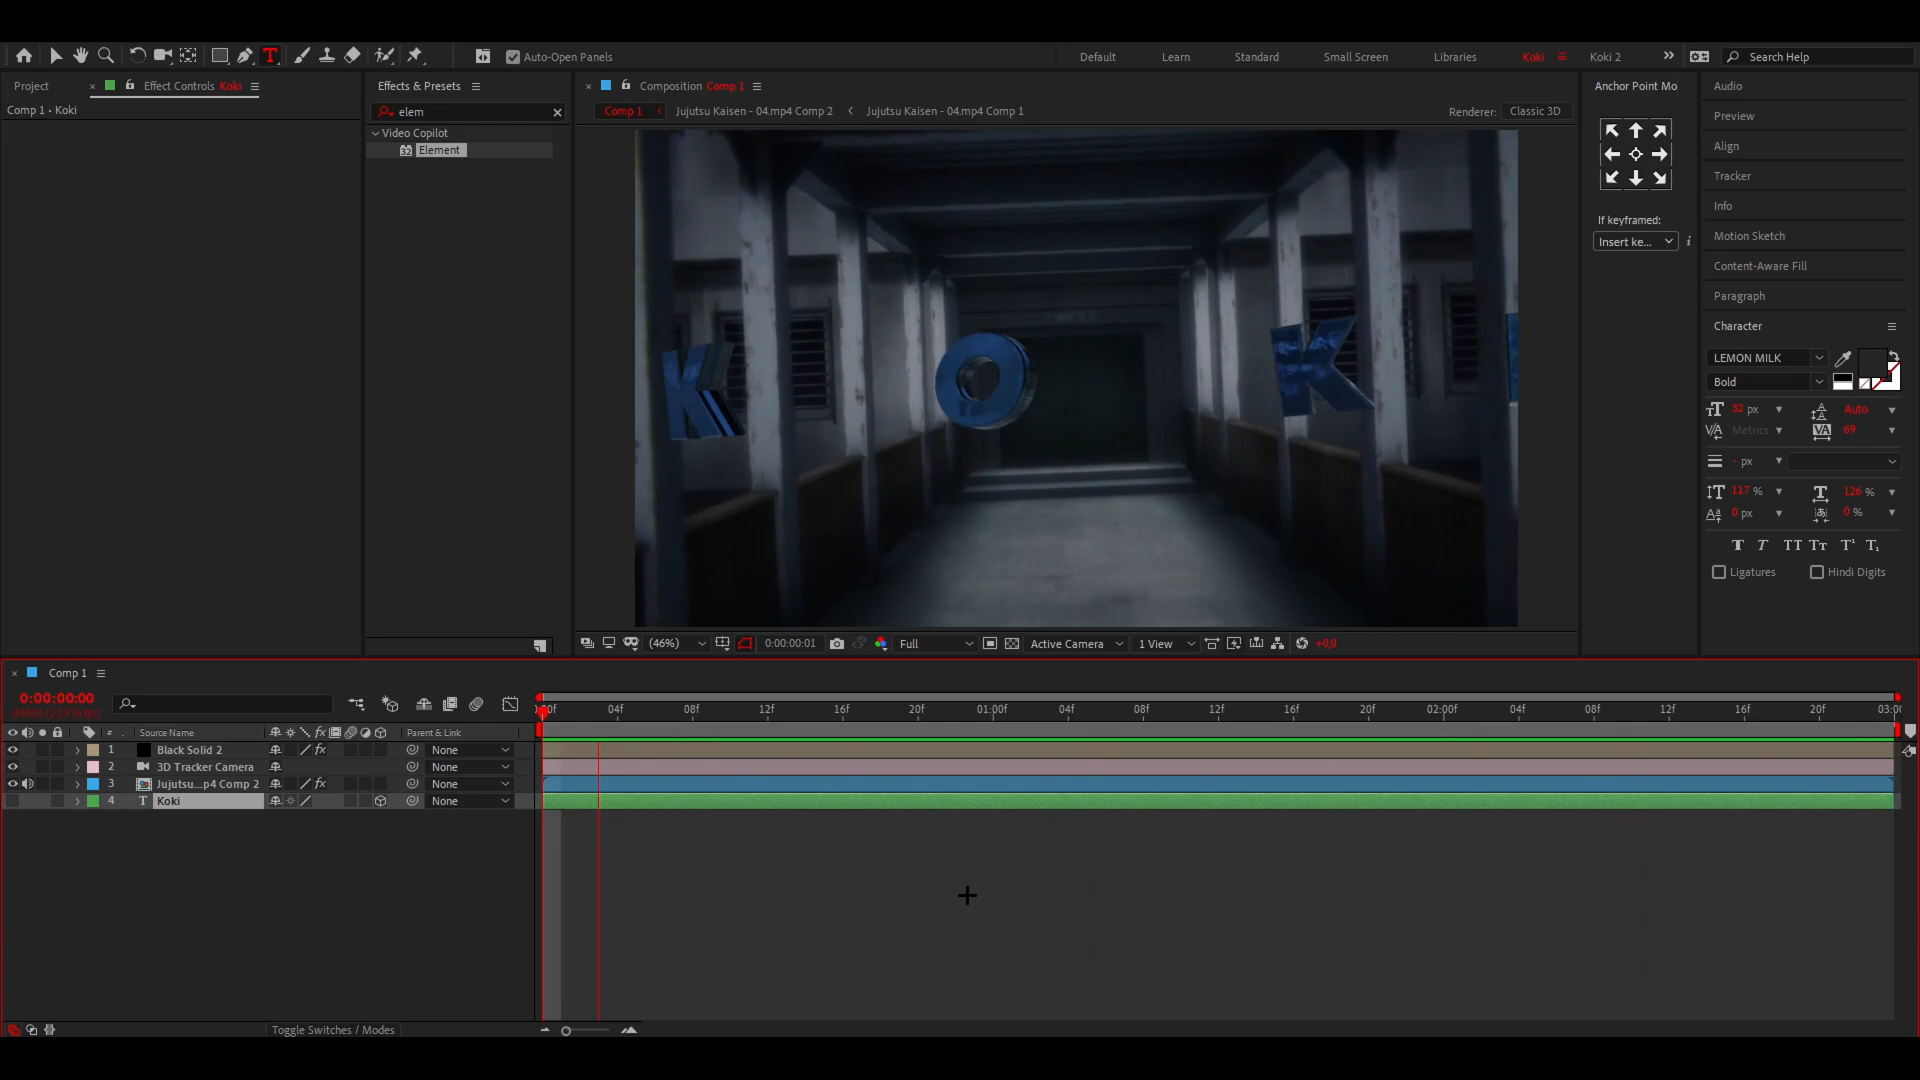 Auto-Open Panels
Default
Learn
Standard
Small Screen
Libraries
Koki
Koki 2
Search Help
Project
Effect Controls Koki
Effects & Presets
Composition Comp 1
Anchor Point Mo
Audio
Comp 1 • Koki
elem
Comp 1
Jujutsu Kaisen - 04.mp4 Comp 2
Jujutsu Kaisen - 04.mp4 Comp 1
Renderer:
Classic 3D
Preview
Video Copilot
Element
Align
Tracker
Info
If keyframed:
Insert ke...
Motion Sketch
Content-Aware Fill
Paragraph
Character
LEMON MILK
Bold
K O K
32 px
Auto
Metrics
69
- px
117 %
126 %
0 px
0 %
Ligatures
Hindi Digits
(46%)
0:00:00:01
Full
Active Camera
1 View
+0,0
Comp 1
0:00:00:00
00f
04f
08f
12f
16f
20f
01:00f
04f
08f
12f
16f
20f
02:00f
04f
08f
12f
16f
20f
03:00
# Source Name
Parent & Link
1 Black Solid 2 None
2 3D Tracker Camera None
3 Jujutsu...p4 Comp 2 None
4 Koki None
Toggle Switches / Modes